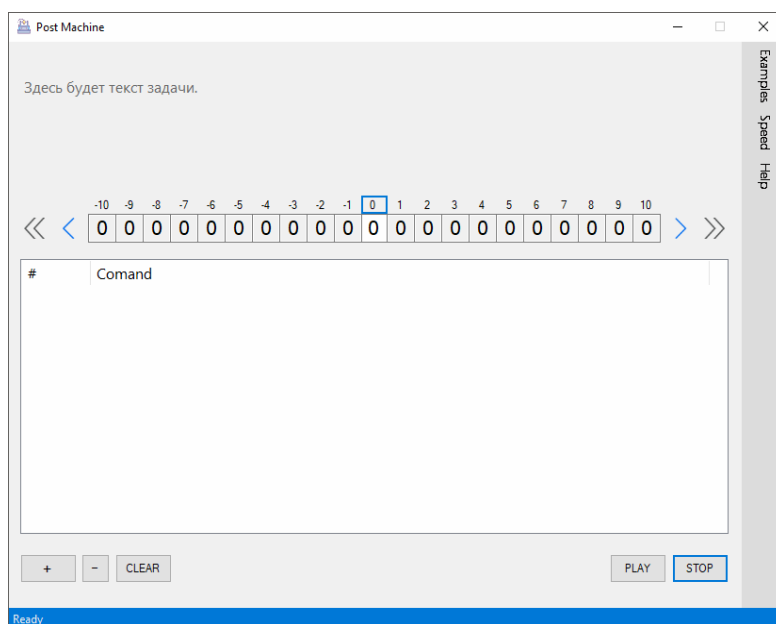 Post Machine
Examples Speed Help
Здесь будет текст задачи.
-10 -9 -8 -7 -6 -5 -4 -3 -2 -1 0 1 2 3 4 5 6 7 8 9 10
0 0 0 0 0 0 0 0 0 0 0 0 0 0 0 0 0 0 0 0 0
# Comand
+ - CLEAR PLAY STOP
Ready